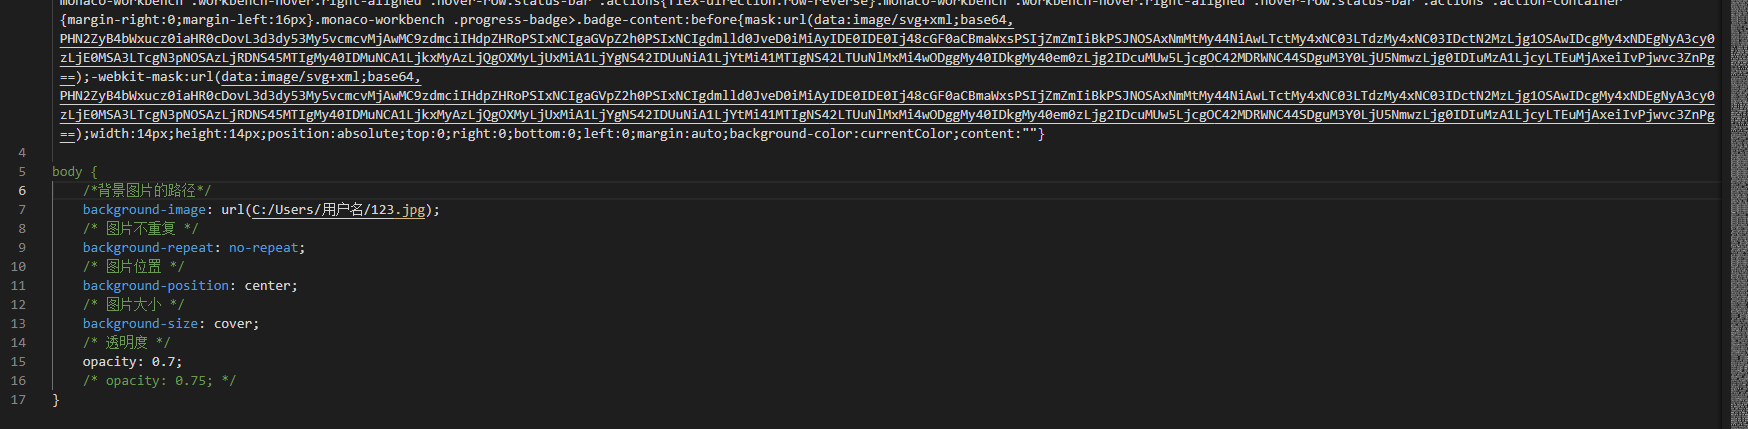 monaco-workbench .workbench-hover.right-aligned .hover-row.status-bar .actions{flex-direction:row-reverse}.monaco-workbench .workbench-hover.right-aligned .hover-row.status-bar .actions .action-container
{margin-right:0;margin-left:16px}.monaco-workbench .progress-badge>.badge-content:before{mask:url(data:image/svg+xml;base64,
PHN2ZyB4bWxucz0iaHR0cDovL3d3dy53My5vcmcvMjAwMC9zdmciIHdpZHRoPSIxNCIgaGVpZ2h0PSIxNCIgdmlld0JveD0iMiAyIDE0IDE0Ij48cGF0aCBmaWxsPSIjZmZmIiBkPSJNOSAxNmMtMy44NiAwLTctMy4xNC03LTdzMy4xNC03IDctN2MzLjg1OSAwIDcgMy4xNDEgNyA3cy0
zLjE0MSA3LTcgN3pNOSAzLjRDNS45MTIgMy40IDMuNCA1LjkxMyAzLjQgOXMyLjUxMiA1LjYgNS42IDUuNiA1LjYtMi41MTIgNS42LTUuNlMxMi4wODggMy40IDkgMy40em0zLjg2IDcuMUw5LjcgOC42MDRWNC44SDguM3Y0LjU5NmwzLjg0IDIuMzA1LjcyLTEuMjAxeiIvPjwvc3ZnPg
==);-webkit-mask:url(data:image/svg+xml;base64,
PHN2ZyB4bWxucz0iaHR0cDovL3d3dy53My5vcmcvMjAwMC9zdmciIHdpZHRoPSIxNCIgaGVpZ2h0PSIxNCIgdmlld0JveD0iMiAyIDE0IDE0Ij48cGF0aCBmaWxsPSIjZmZmIiBkPSJNOSAxNmMtMy44NiAwLTctMy4xNC03LTdzMy4xNC03IDctN2MzLjg1OSAwIDcgMy4xNDEgNyA3cy0
zLjE0MSA3LTcgN3pNOSAzLjRDNS45MTIgMy40IDMuNCA1LjkxMyAzLjQgOXMyLjUxMiA1LjYgNS42IDUuNiA1LjYtMi41MTIgNS42LTUuNlMxMi4wODggMy40IDkgMy40em0zLjg2IDcuMUw5LjcgOC42MDRWNC44SDguM3Y0LjU5NmwzLjg0IDIuMzA1LjcyLTEuMjAxeiIvPjwvc3ZnPg
==);width:14px;height:14px;position:absolute;top:0;right:0;bottom:0;left:0;margin:auto;background-color:currentColor;content:""}
4
5 body {
6 /*背景图片的路径*/
7 background-image: url(C:/Users/用户名/123.jpg);
8 /* 图片不重复 */
9 background-repeat: no-repeat;
10 /* 图片位置 */
11 background-position: center;
12 /* 图片大小 */
13 background-size: cover;
14 /* 透明度 */
15 opacity: 0.7;
16 /* opacity: 0.75; */
17 }